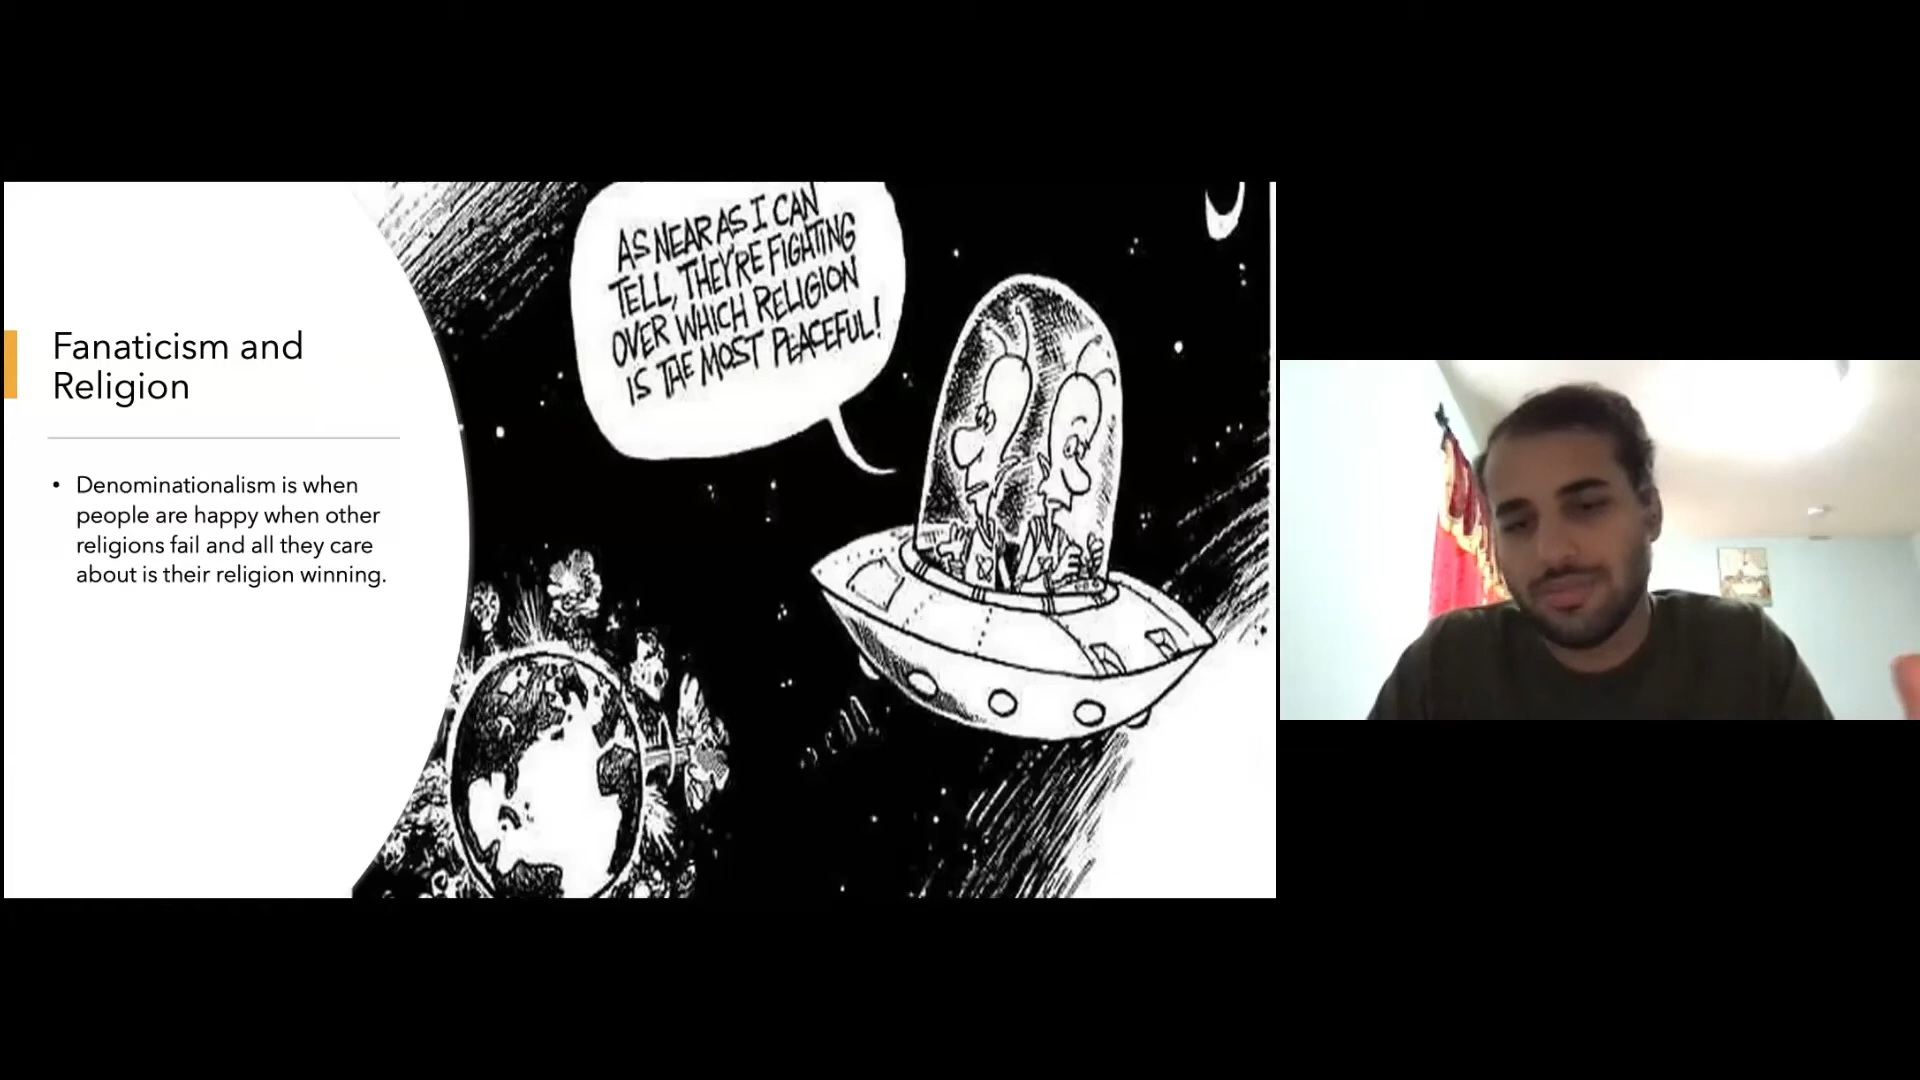 Fanaticism and
Religion
• Denominationalism is when
people are happy when other
religions fail and all they care
about is their religion winning.
AS NEAR AS I CAN
TELL, THEY'RE FIGHTING
OVER WHICH RELIGION
IS THE MOST PEACEFUL!